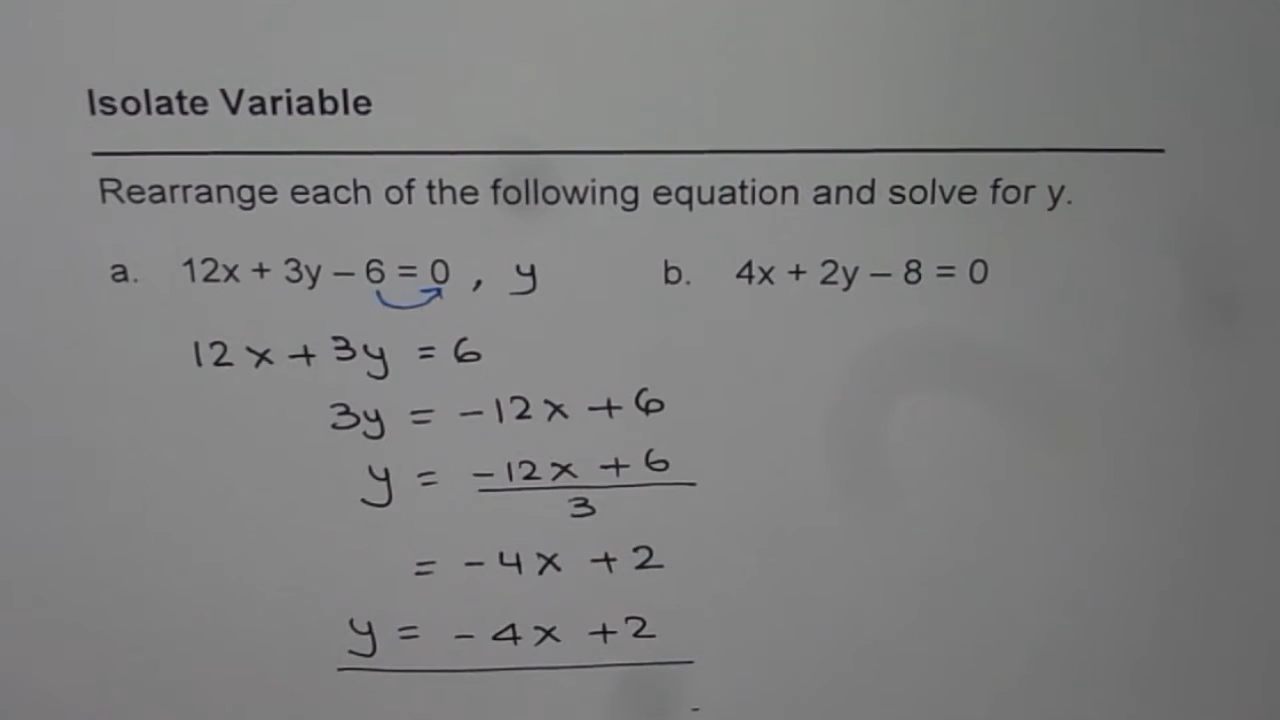 Isolate Variable
Rearrange each of the following equation and solve for y.
a. 12x + 3y – 6 = 0 , y
12x + 3y = 6
3y = -12x + 6
y = -12x + 6
3
= -4x + 2
y = -4x + 2
b. 4x + 2y – 8 = 0